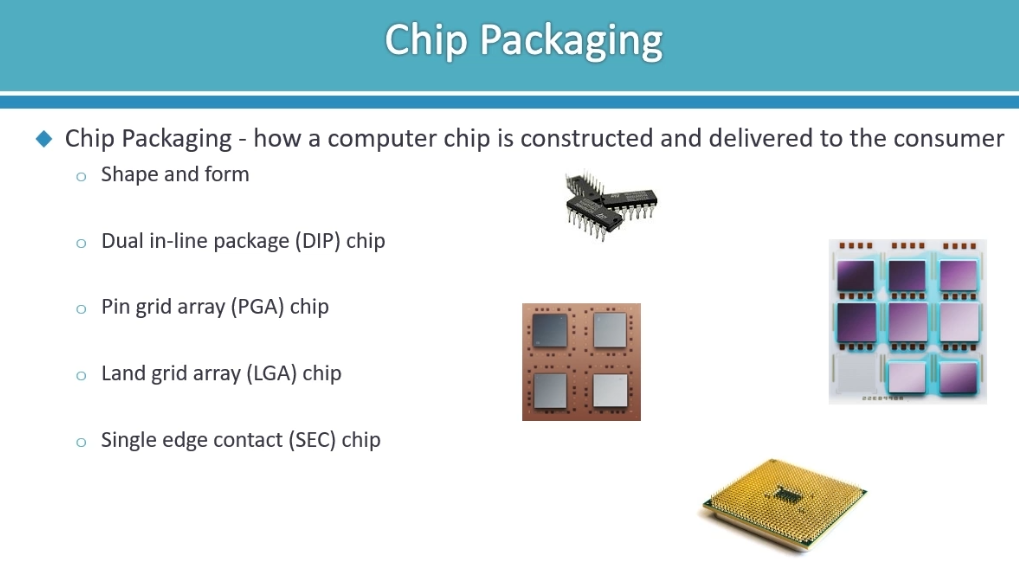 Chip Packaging
Chip Packaging - how a computer chip is constructed and delivered to the consumer
Shape and form
Dual in-line package (DIP) chip
Pin grid array (PGA) chip
Land grid array (LGA) chip
Single edge contact (SEC) chip